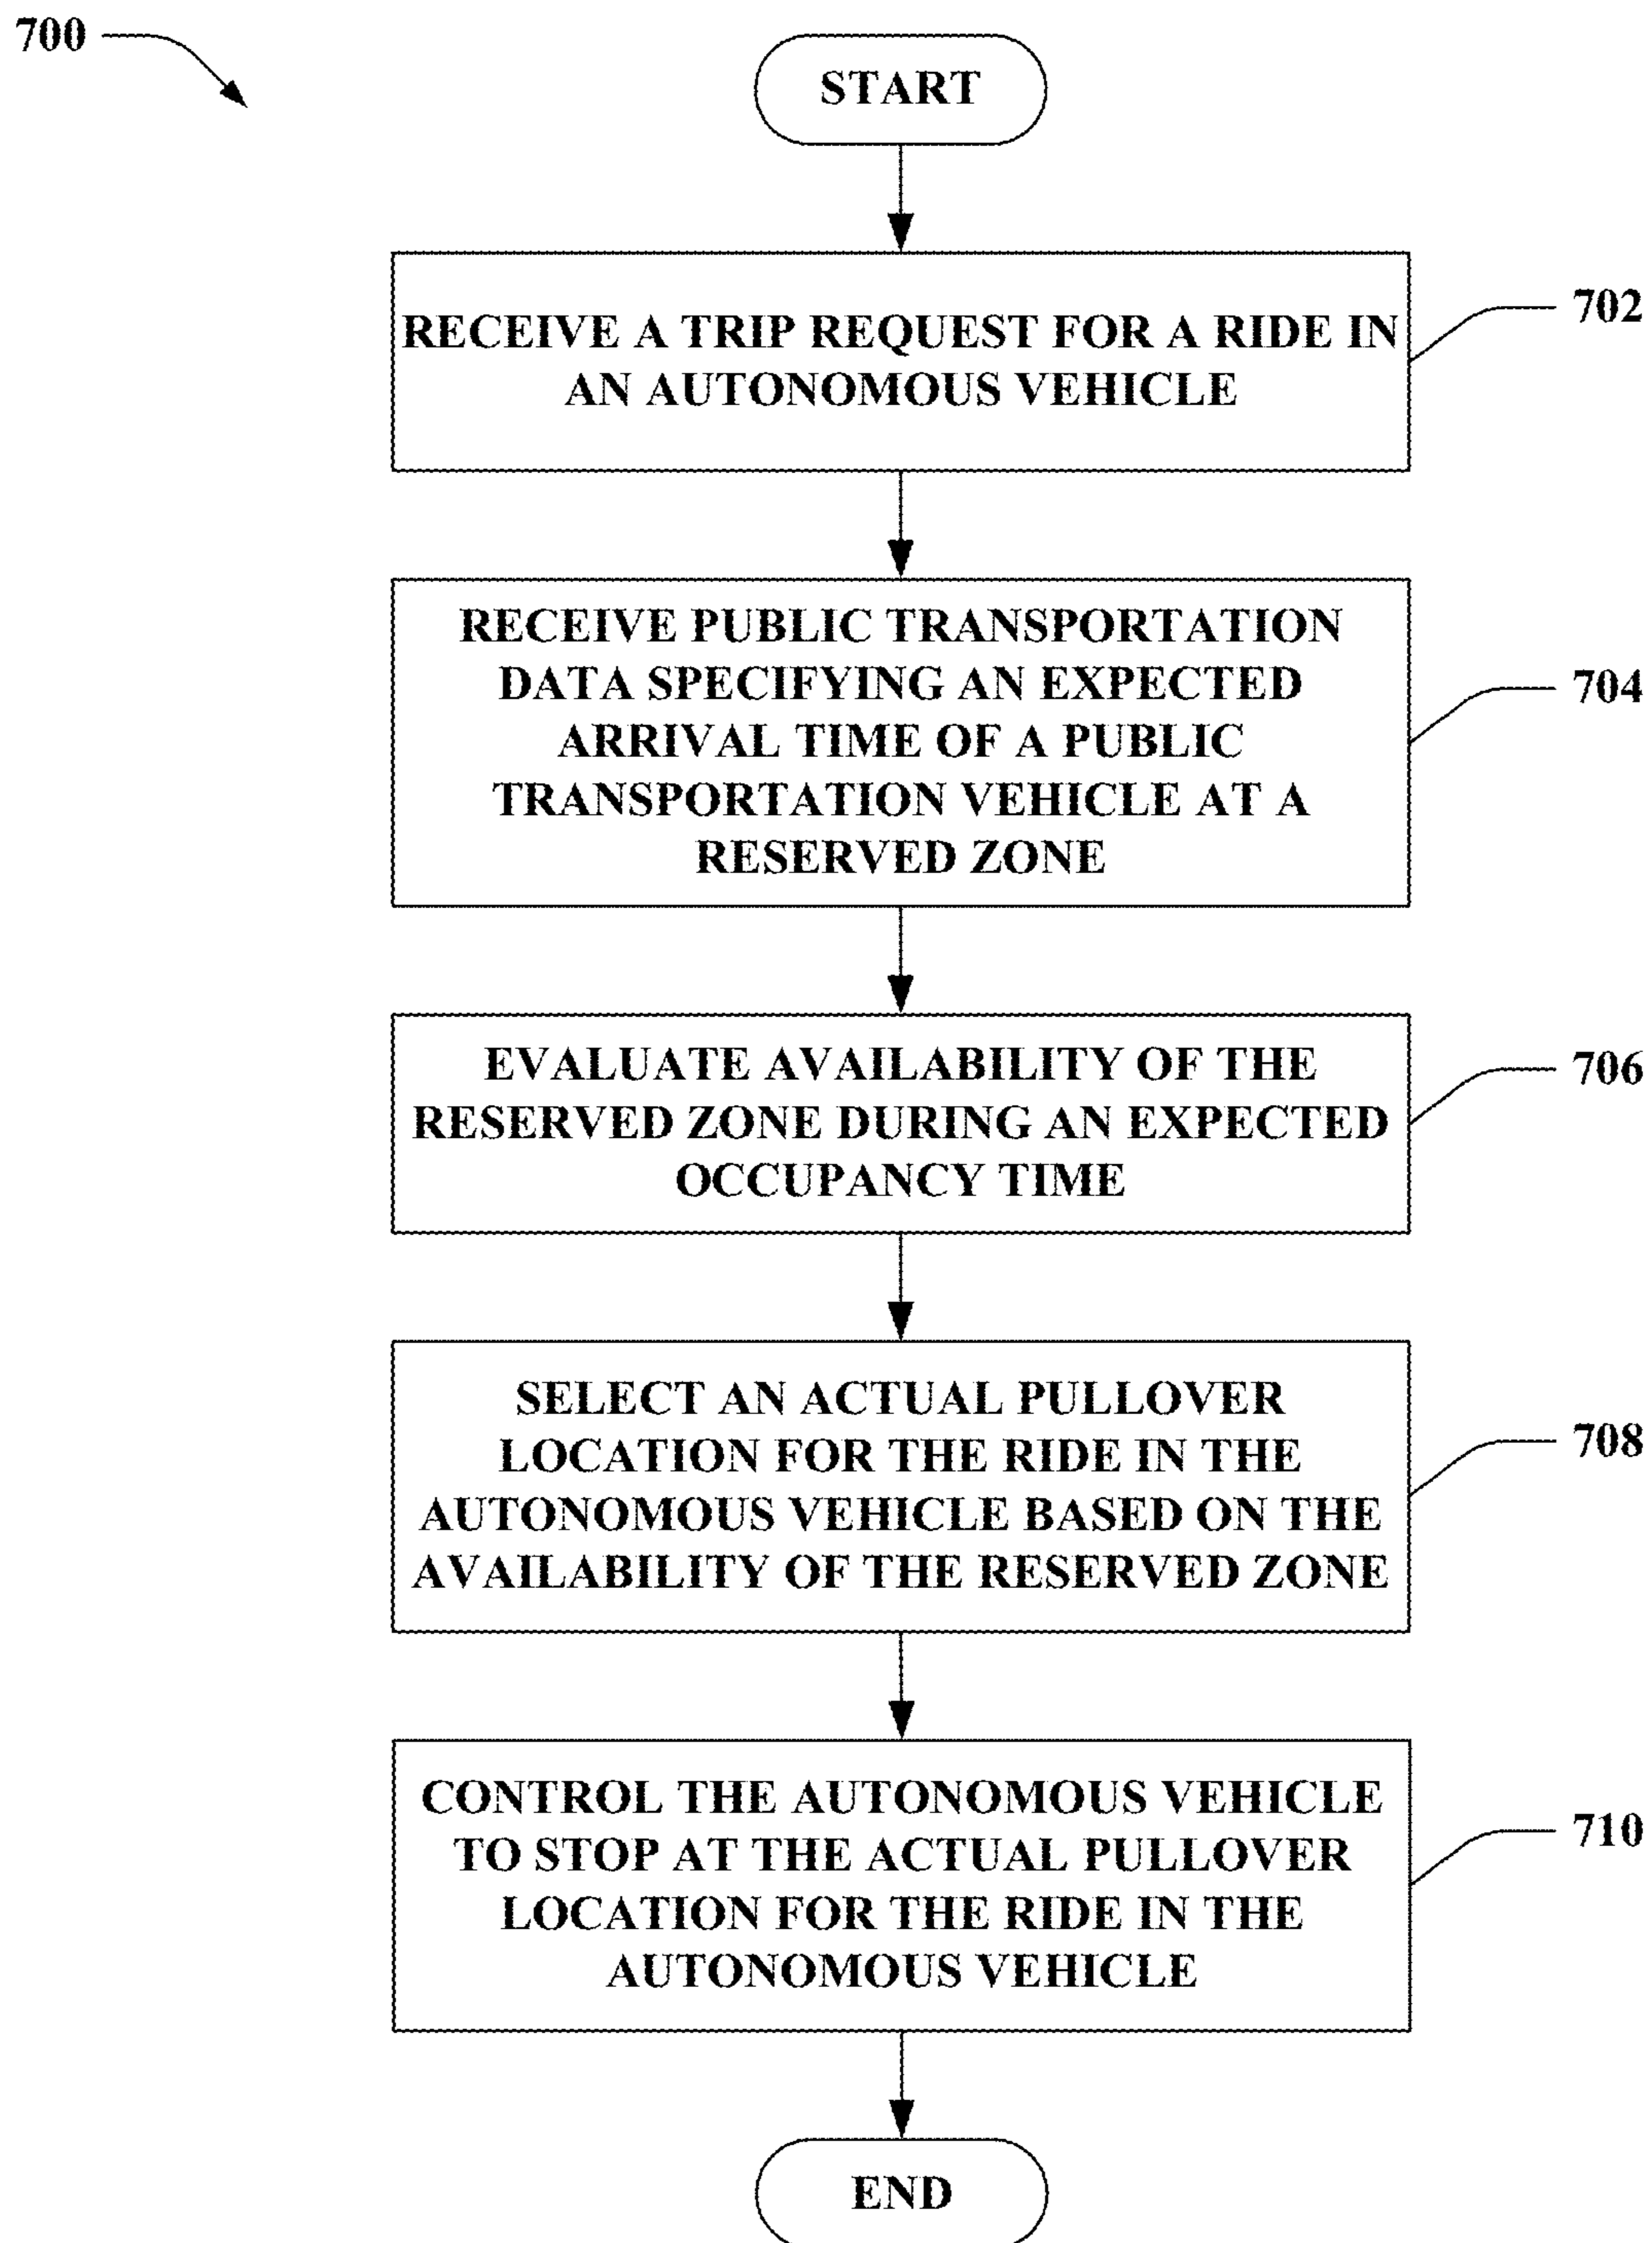 700
START
RECEIVE A TRIP REQUEST FOR A RIDE IN
AN AUTONOMOUS VEHICLE
702
RECEIVE PUBLIC TRANSPORTATION
DATA SPECIFYING AN EXPECTED
ARRIVAL TIME OF A PUBLIC
TRANSPORTATION VEHICLE AT A
RESERVED ZONE
704
EVALUATE AVAILABILITY OF THE
RESERVED ZONE DURING AN EXPECTED
OCCUPANCY TIME
706
SELECT AN ACTUAL PULLOVER
LOCATION FOR THE RIDE IN THE
AUTONOMOUS VEHICLE BASED ON THE
AVAILABILITY OF THE RESERVED ZONE
708
CONTROL THE AUTONOMOUS VEHICLE
TO STOP AT THE ACTUAL PULLOVER
LOCATION FOR THE RIDE IN THE
AUTONOMOUS VEHICLE
710
END